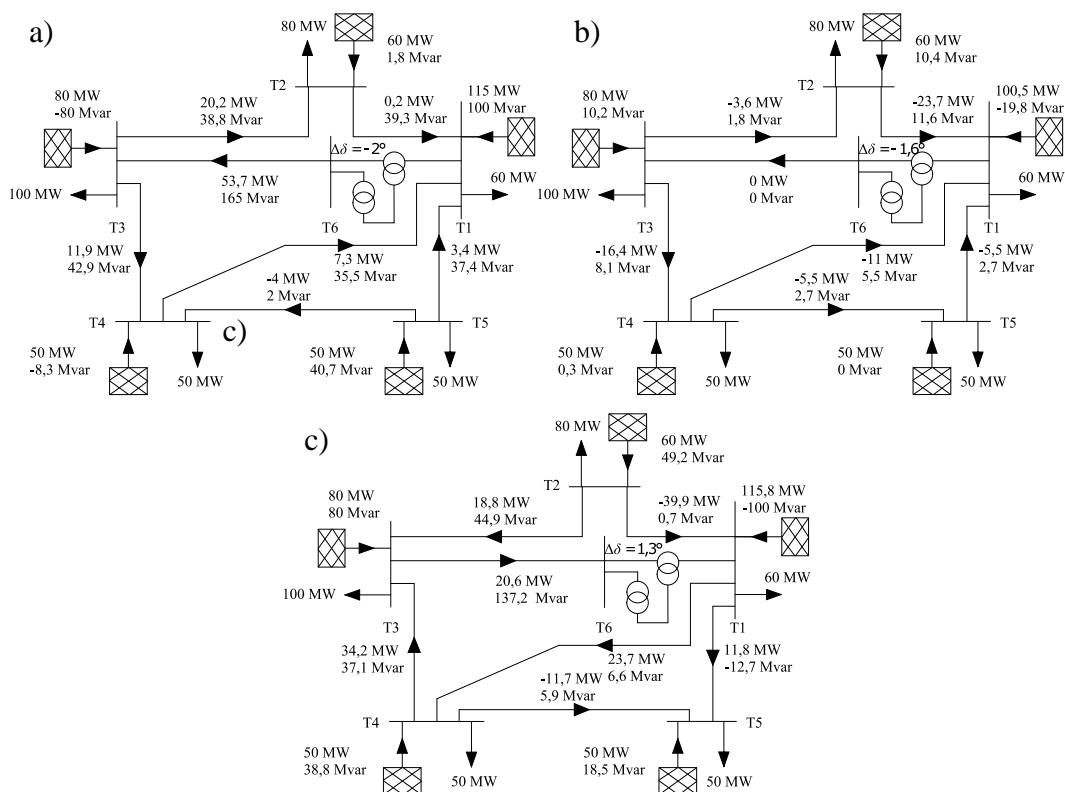 a)
80 MW
60 MW
1,8 Mvar
T2
80 MW
-80 Mvar
20,2 MW
38,8 Mvar
0,2 MW
39,3 Mvar
115 MW
100 Mvar
Δδ = - 2°
53,7 MW
165 Mvar
100 MW
60 MW
T3
T6
T1
11,9 MW
42,9 Mvar
7,3 MW
35,5 Mvar
3,4 MW
37,4 Mvar
-4 MW
2 Mvar
T4
c)
T5
50 MW
-8,3 Mvar
50 MW
50 MW
40,7 Mvar
50 MW
b)
80 MW
60 MW
10,4 Mvar
T2
80 MW
10,2 Mvar
-3,6 MW
1,8 Mvar
-23,7 MW
11,6 Mvar
100,5 MW
-19,8 Mvar
Δδ = - 1,6°
0 MW
0 Mvar
100 MW
60 MW
T3
T6
T1
-16,4 MW
8,1 Mvar
-11 MW
5,5 Mvar
-5,5 MW
2,7 Mvar
-5,5 MW
2,7 Mvar
T4
T5
50 MW
0,3 Mvar
50 MW
50 MW
0 Mvar
50 MW
c)
80 MW
60 MW
49,2 Mvar
T2
80 MW
80 Mvar
18,8 MW
44,9 Mvar
-39,9 MW
0,7 Mvar
115,8 MW
-100 Mvar
Δδ = 1,3°
20,6 MW
137,2 Mvar
100 MW
60 MW
T3
T6
T1
34,2 MW
37,1 Mvar
23,7 MW
6,6 Mvar
11,8 MW
-12,7 Mvar
-11,7 MW
5,9 Mvar
T4
T5
50 MW
38,8 Mvar
50 MW
50 MW
18,5 Mvar
50 MW